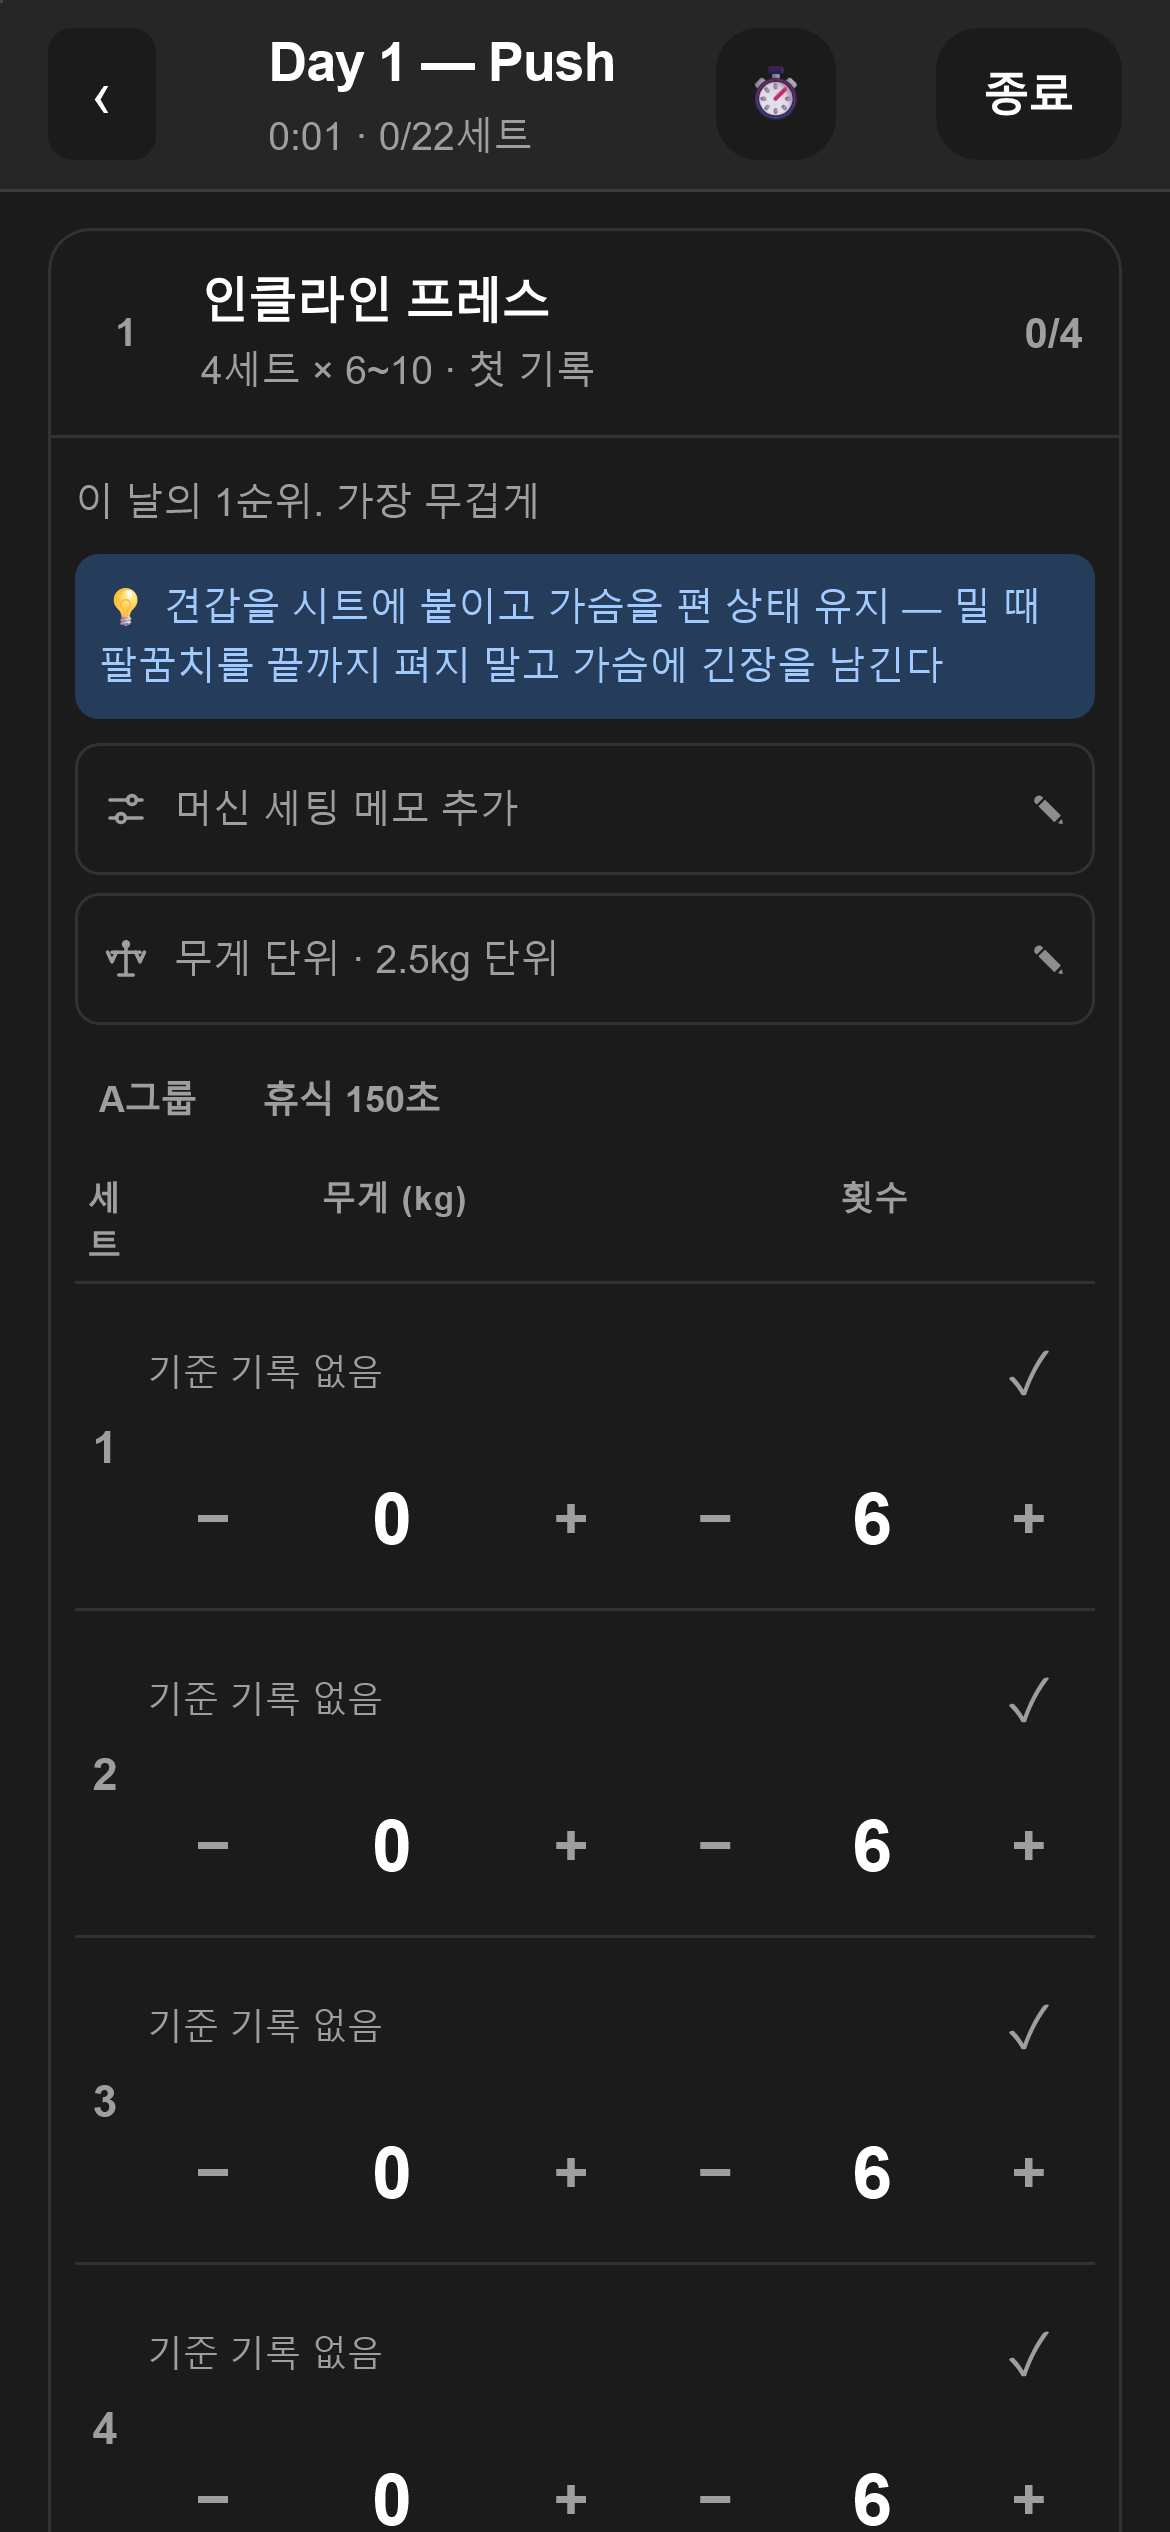 ‹
Day 1 — Push
0:01 · 0/22세트
종료
1
인클라인 프레스
4세트 × 6~10 · 첫 기록
0/4
이 날의 1순위. 가장 무겁게
💡 견갑을 시트에 붙이고 가슴을 편 상태 유지 — 밀 때
팔꿈치를 끝까지 펴지 말고 가슴에 긴장을 남긴다
머신 세팅 메모 추가
무게 단위 · 2.5kg 단위
A그룹 휴식 150초
세트 무게 (kg) 횟수
기준 기록 없음 ✓
1
− 0 + − 6 +
기준 기록 없음 ✓
2
− 0 + − 6 +
기준 기록 없음 ✓
3
− 0 + − 6 +
기준 기록 없음 ✓
4
− 0 + − 6 +